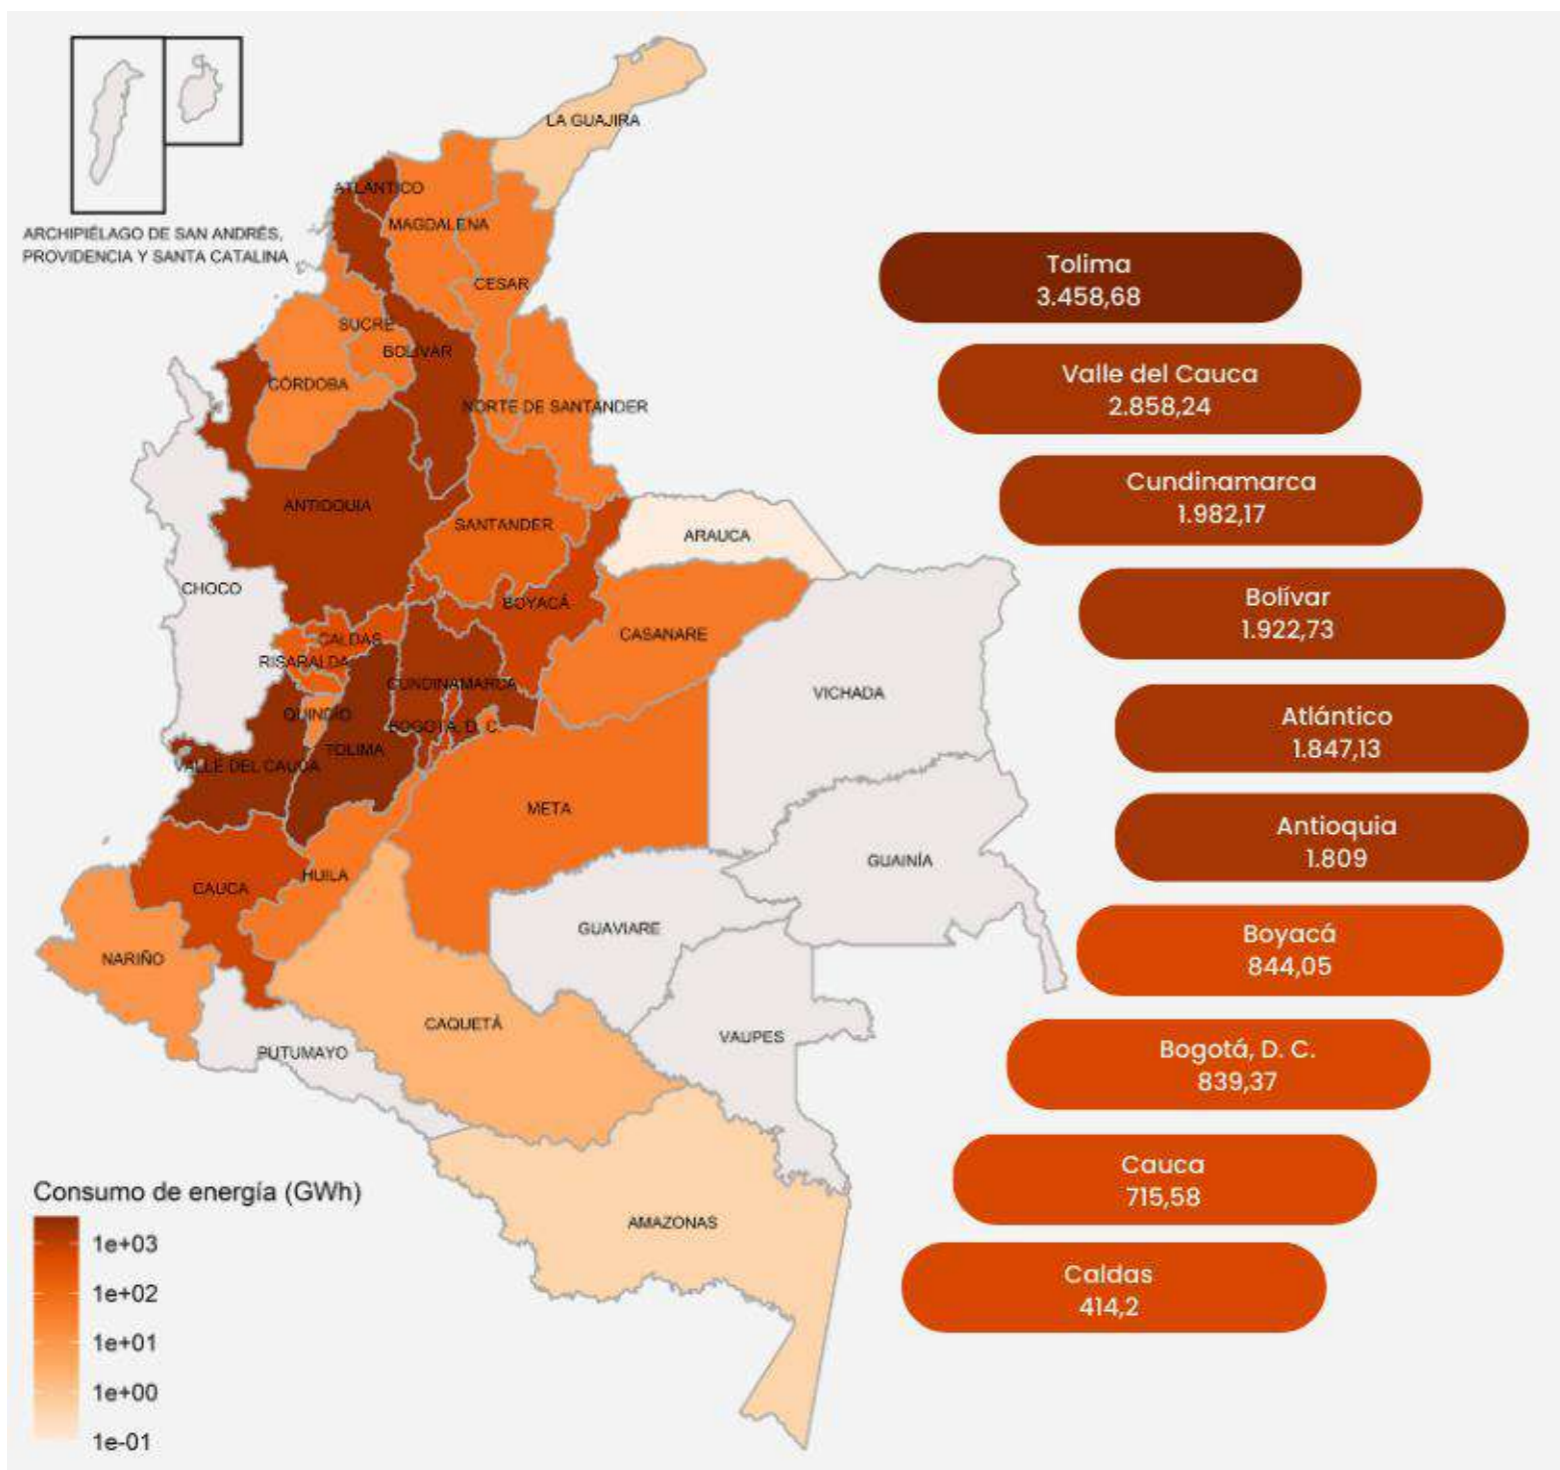 LA GUAJIRA
ATLÁNTICO
MAGDALENA
ARCHIPIÉLAGO DE SAN ANDRÉS,
PROVIDENCIA Y SANTA CATALINA
CESAR
SUCRE
BOLÍVAR
CÓRDOBA
NORTE DE SANTANDER
ANTIOQUIA
SANTANDER
ARAUCA
CHOCO
BOYACÁ
CALDAS
CASANARE
RISARALDA
CUNDINAMARCA
VICHADA
QUINDÍO
BOGOTÁ, D. C.
TOLIMA
VALLE DEL CAUCA
META
GUAINÍA
HUILA
CAUCA
GUAVIARE
NARIÑO
CAQUETÁ
VAUPES
PUTUMAYO
AMAZONAS
Consumo de energía (GWh)
1e+03
1e+02
1e+01
1e+00
1e-01
Tolima
3.458,68
Valle del Cauca
2.858,24
Cundinamarca
1.982,17
Bolívar
1.922,73
Atlántico
1.847,13
Antioquia
1.809
Boyacá
844,05
Bogotá, D. C.
839,37
Cauca
715,58
Caldas
414,2